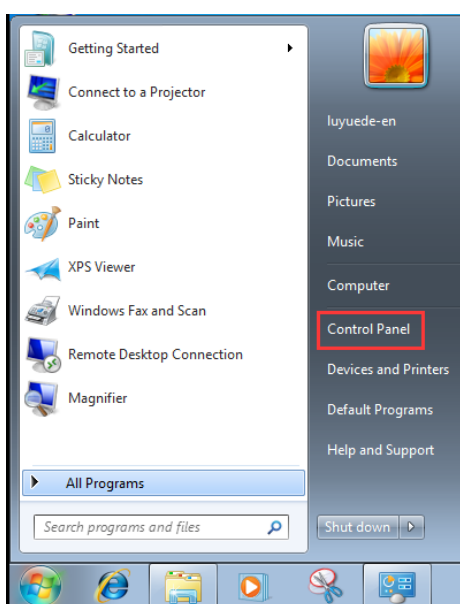 Getting Started
Connect to a Projector
Calculator
Sticky Notes
Paint
XPS Viewer
Windows Fax and Scan
Remote Desktop Connection
Magnifier
All Programs
Search programs and files
luyuede-en
Documents
Pictures
Music
Computer
Control Panel
Devices and Printers
Default Programs
Help and Support
Shut down